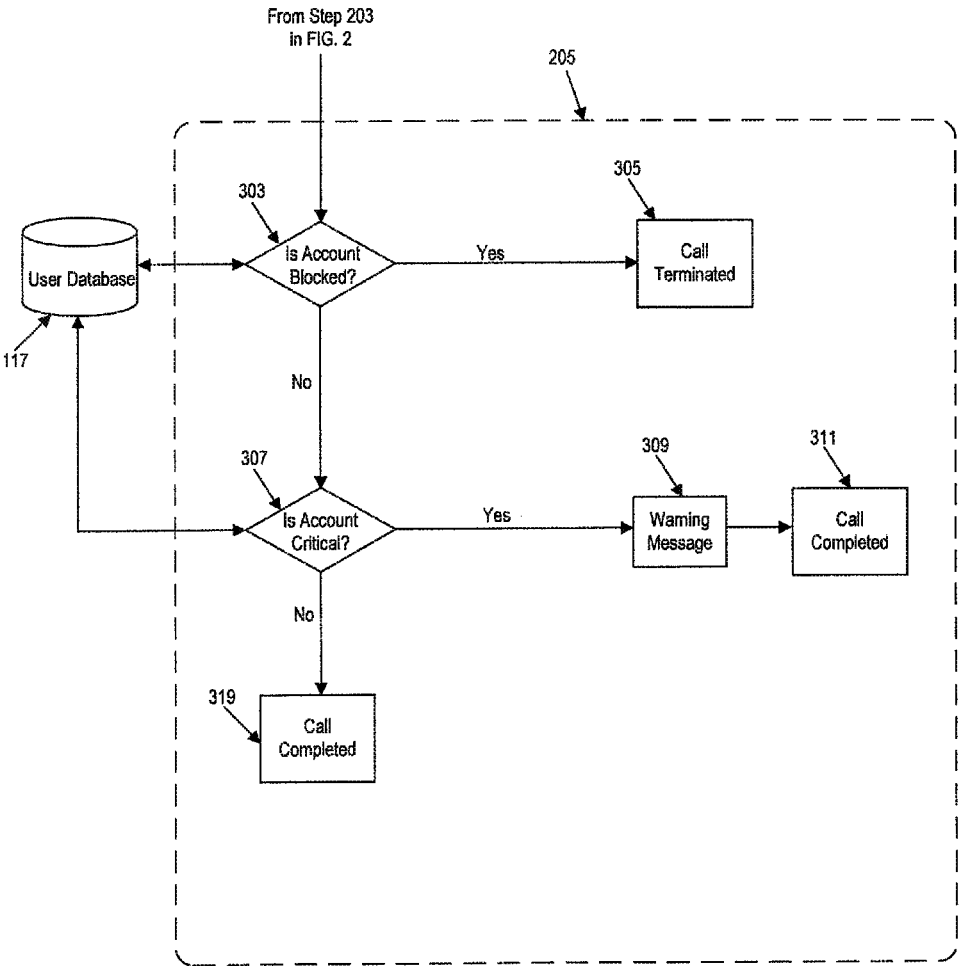 From Step 203
in FIG. 2
205
303
305
Is Account
Blocked?
Yes
Call
Terminated
User Database
117
No
307
309
311
Is Account
Critical?
Yes
Warning
Message
Call
Completed
No
319
Call
Completed